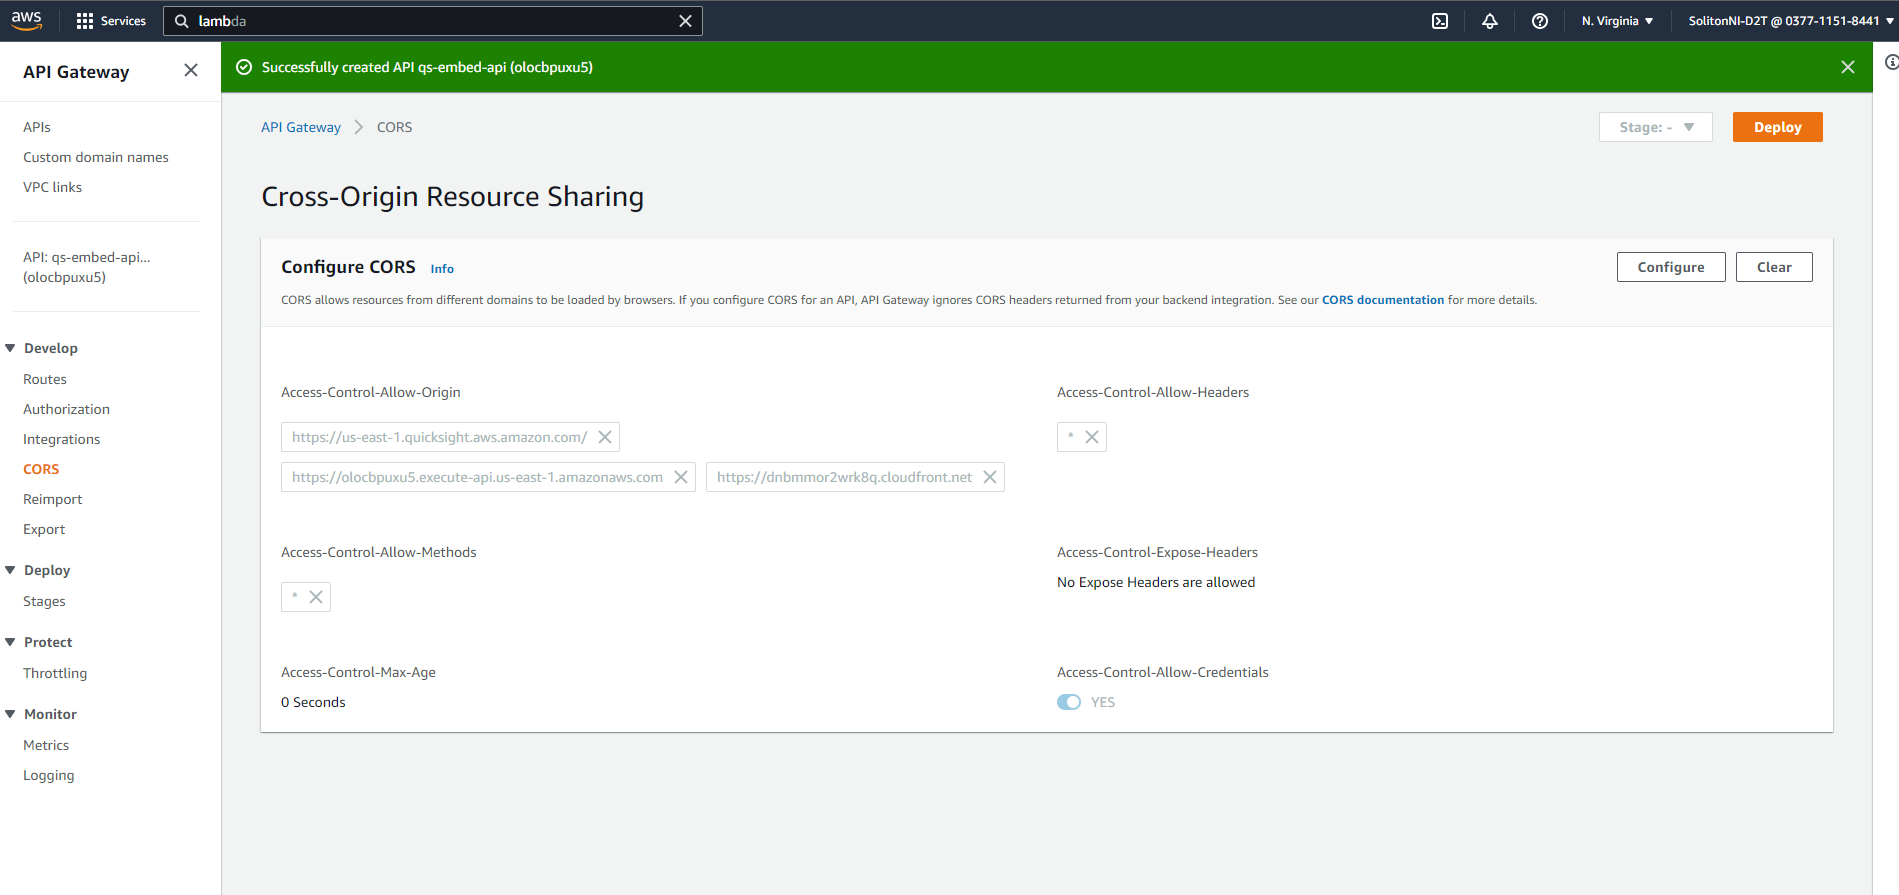 aws Services lambda N. Virginia SolitonNI-D2T @ 0377-1151-8441
API Gateway
Successfully created API qs-embed-api (olocbpuxu5)
APIs
Custom domain names
VPC links
API: qs-embed-api...
(olocbpuxu5)
Develop
Routes
Authorization
Integrations
CORS
Reimport
Export
Deploy
Stages
Protect
Throttling
Monitor
Metrics
Logging
API Gateway CORS
Stage: - Deploy
Cross-Origin Resource Sharing
Configure CORS Info
Configure Clear
CORS allows resources from different domains to be loaded by browsers. If you configure CORS for an API, API Gateway ignores CORS headers returned from your backend integration. See our CORS documentation for more details.
Access-Control-Allow-Origin
https://us-east-1.quicksight.aws.amazon.com/
https://olocbpuxu5.execute-api.us-east-1.amazonaws.com https://dnbmmor2wrk8q.cloudfront.net
Access-Control-Allow-Headers
*
Access-Control-Allow-Methods
*
Access-Control-Expose-Headers
No Expose Headers are allowed
Access-Control-Max-Age
0 Seconds
Access-Control-Allow-Credentials
YES